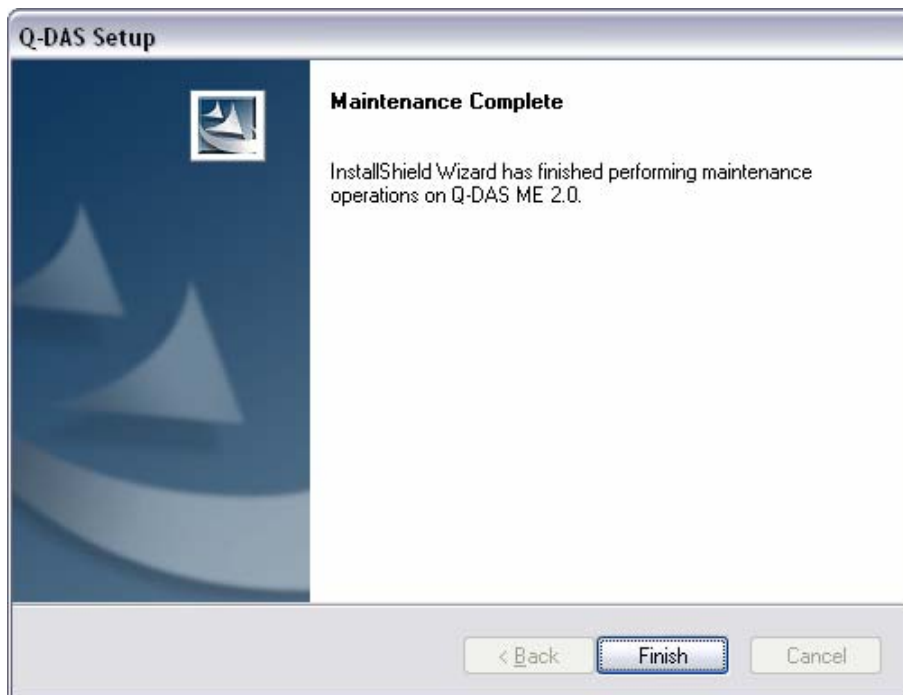 Q-DAS Setup
Maintenance Complete
InstallShield Wizard has finished performing maintenance
operations on Q-DAS ME 2.0.
< Back
Finish
Cancel